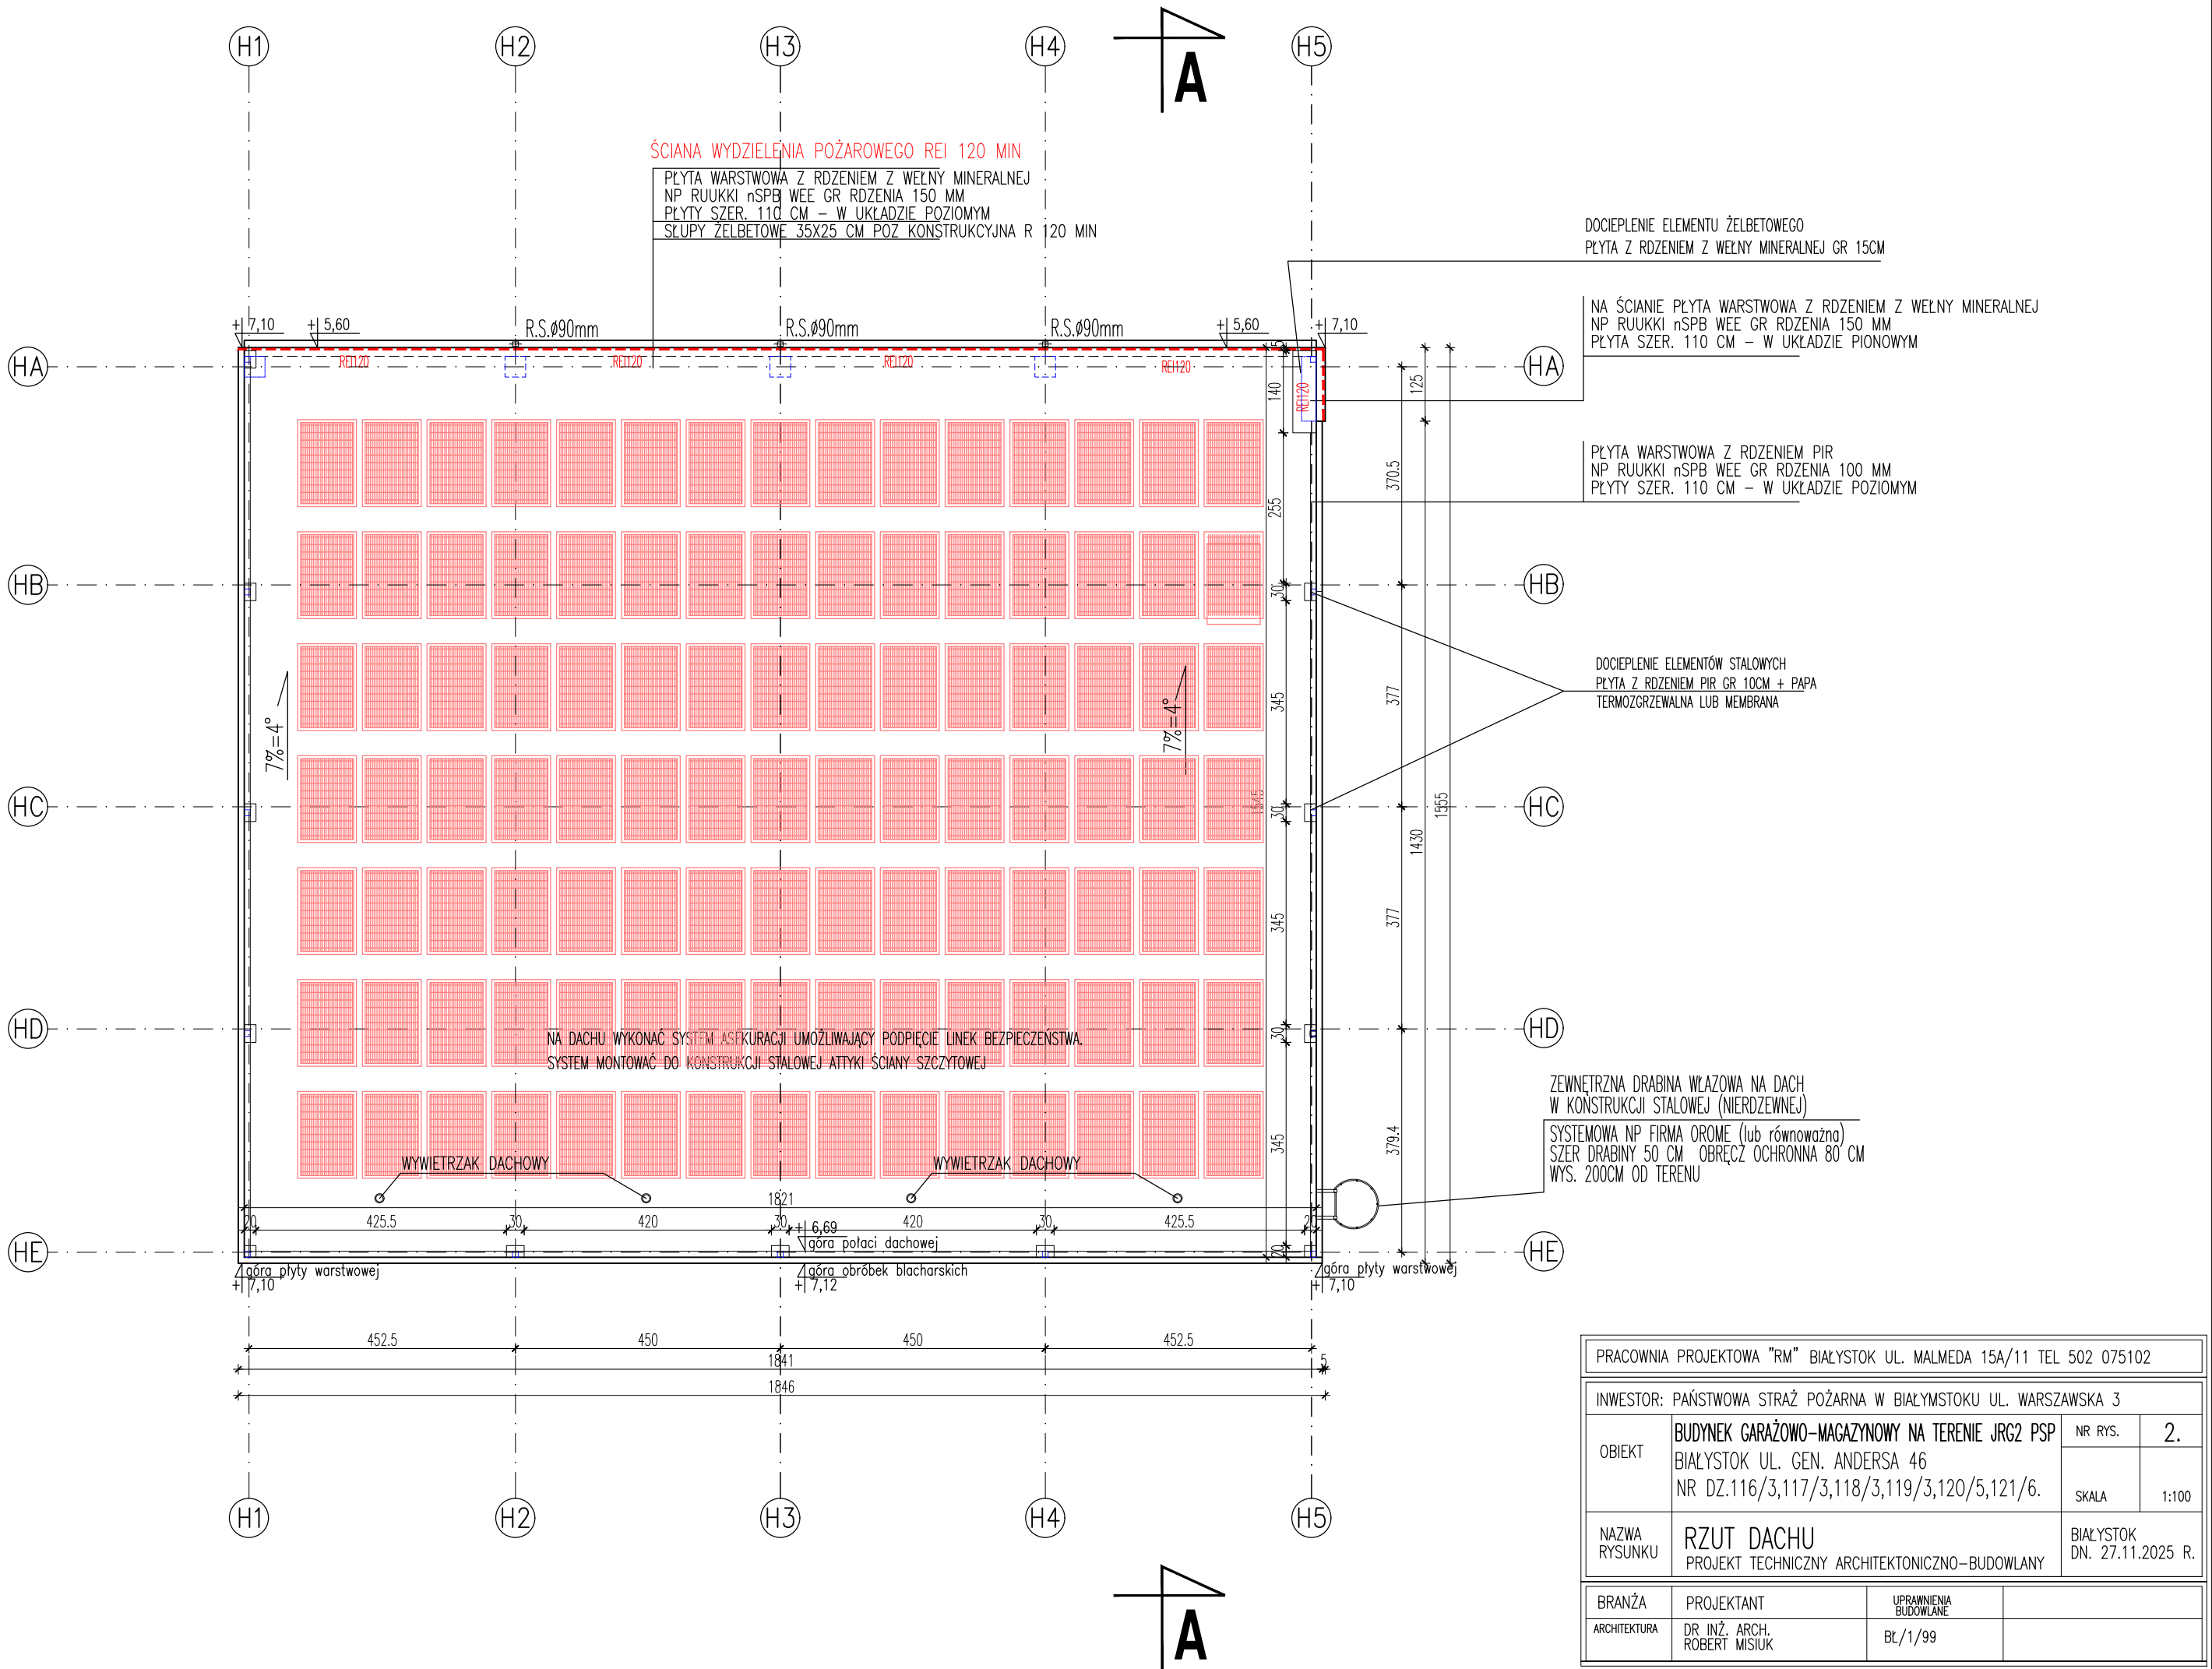 H1
H2
H3
H4
H5
A
ŚCIANA WYDZIELENIA POŻAROWEGO REI 120 MIN
PŁYTA WARSTWOWA Z RDZENIEM Z WEŁNY MINERALNEJ
NP RUUKKI nSPB WEE GR RDZENIA 150 MM
PŁYTY SZER. 110 CM – W UKŁADZIE POZIOMYM
SŁUPY ŻELBETOWE 35X25 CM POZ KONSTRUKCYJNA R 120 MIN
DOCIEPLENIE ELEMENTU ŻELBETOWEGO
PŁYTA Z RDZENIEM Z WEŁNY MINERALNEJ GR 15CM
NA ŚCIANIE PŁYTA WARSTWOWA Z RDZENIEM Z WEŁNY MINERALNEJ
NP RUUKKI nSPB WEE GR RDZENIA 150 MM
PŁYTA SZER. 110 CM – W UKŁADZIE PIONOWYM
+ 7,10
+ 5,60
R.S.Ø90mm
R.S.Ø90mm
R.S.Ø90mm
+ 5,60
+ 7,10
HA
REI120
REI120
REI120
REI120
REI120
HA
5
140
125
PŁYTA WARSTWOWA Z RDZENIEM PIR
NP RUUKKI nSPB WEE GR RDZENIA 100 MM
PŁYTY SZER. 110 CM – W UKŁADZIE POZIOMYM
370.5
255
HB
30
HB
DOCIEPLENIE ELEMENTÓW STALOWYCH
PŁYTA Z RDZENIEM PIR GR 10CM + PAPA
TERMOZGRZEWALNA LUB MEMBRANA
7%=4°
7%=4°
345
377
HC
1545
30
1430
1555
HC
345
377
HD
30
HD
NA DACHU WYKONAĆ SYSTEM ASEKURACJI UMOŻLIWAJĄCY PODPIĘCIE LINEK BEZPIECZEŃSTWA.
SYSTEM MONTOWAĆ DO KONSTRUKCJI STALOWEJ ATTYKI ŚCIANY SZCZYTOWEJ
ZEWNĘTRZNA DRABINA WŁAZOWA NA DACH
W KONSTRUKCJI STALOWEJ (NIERDZEWNEJ)
SYSTEMOWA NP FIRMA OROME (lub równoważna)
SZER DRABINY 50 CM OBRĘCZ OCHRONNA 80 CM
WYS. 200CM OD TERENU
345
379.4
WYWIETRZAK DACHOWY
WYWIETRZAK DACHOWY
1821
20
425.5
30
420
30
420
30
425.5
20
+ 6,69
góra połaci dachowej
20
HE
HE
góra płyty warstwowej
+ 7,10
góra obróbek blacharskich
+ 7,12
góra płyty warstwowej
+ 7,10
452.5
450
450
452.5
1841
5
1846
H1
H2
H3
H4
H5
A
PRACOWNIA PROJEKTOWA "RM" BIAŁYSTOK UL. MALMEDA 15A/11 TEL 502 075102
INWESTOR: PAŃSTWOWA STRAŻ POŻARNA W BIAŁYMSTOKU UL. WARSZAWSKA 3
OBIEKT
BUDYNEK GARAŻOWO–MAGAZYNOWY NA TERENIE JRG2 PSP
BIAŁYSTOK UL. GEN. ANDERSA 46
NR DZ.116/3,117/3,118/3,119/3,120/5,121/6.
NR RYS.
2.
SKALA
1:100
NAZWA
RYSUNKU
RZUT DACHU
PROJEKT TECHNICZNY ARCHITEKTONICZNO–BUDOWLANY
BIAŁYSTOK
DN. 27.11.2025 R.
BRANŻA
PROJEKTANT
UPRAWNIENIA
BUDOWLANE
ARCHITEKTURA
DR INŻ. ARCH.
ROBERT MISIUK
BŁ/1/99